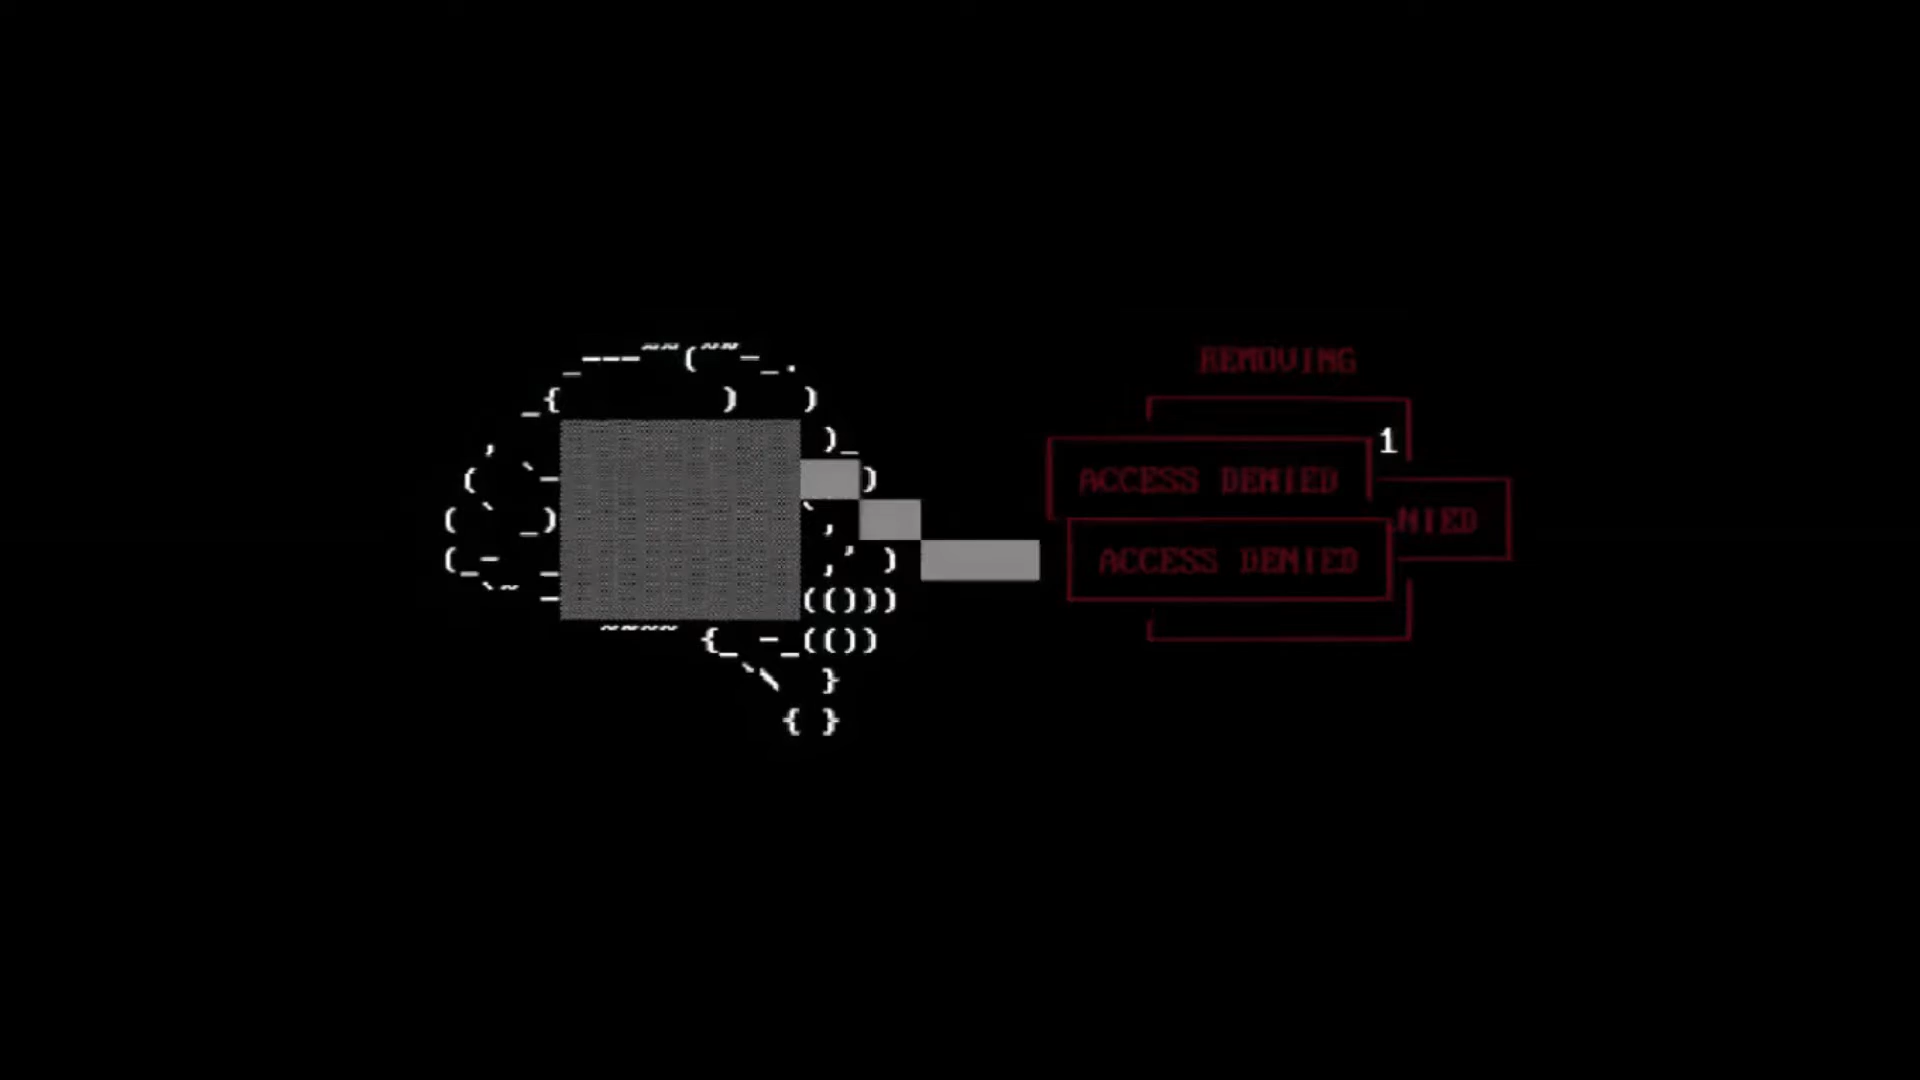 REMOVING
1
ACCESS DENIED
NIED
ACCESS DENIED